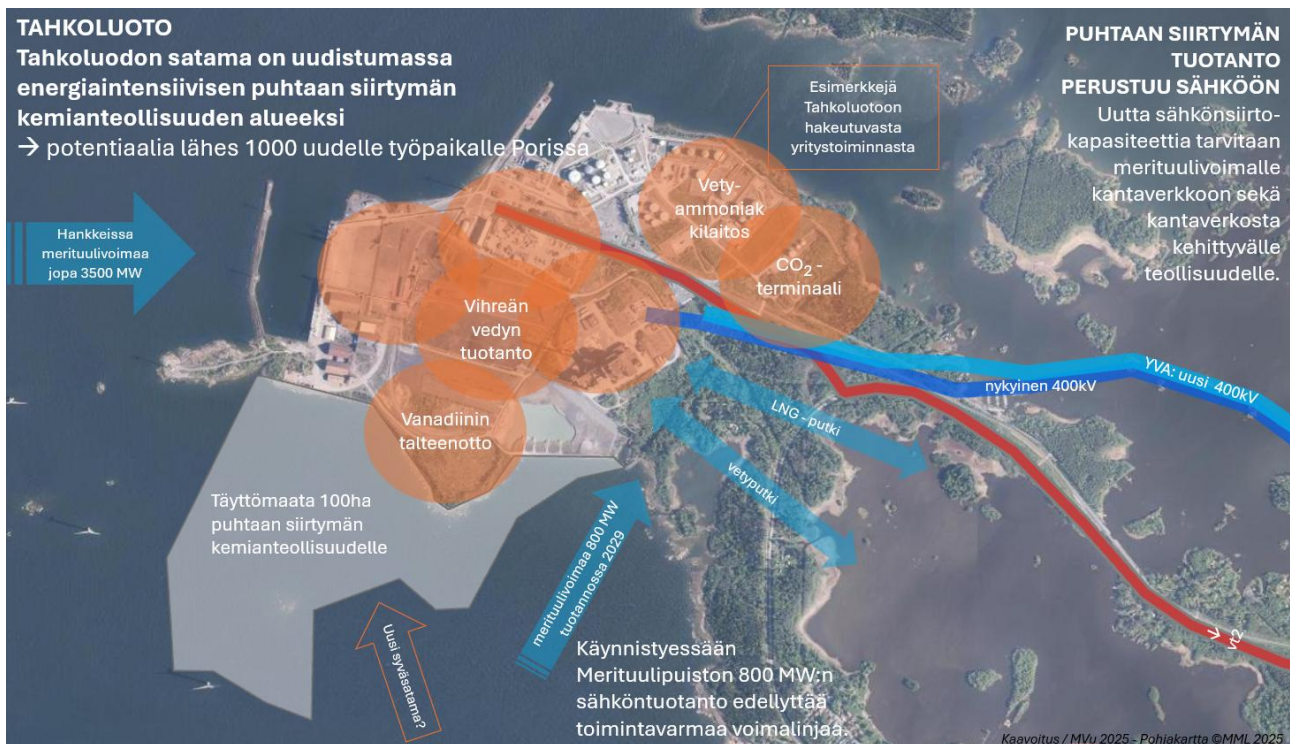 TAHKOLUOTO
Tahkoluodon satama on uudistumassa
energiaintensiivisen puhtaan siirtymän
kemianteollisuuden alueeksi
→ potentiaalia lähes 1000 uudelle työpaikalle Porissa
Esimerkkejä
Tahkoluotoon
hakeutuvasta
yritystoiminnasta
PUHTAAN SIIRTYMÄN
TUOTANTO
PERUSTUU SÄHKÖÖN
Uutta sähkönsiirto-
kapasiteettia tarvitaan
merituulivoimalle
kantaverkkoon sekä
kantaverkosta
kehittyvälle
teollisuudelle.
Hankkeissa
merituulivoimaa
jopa 3500 MW
Vety-
ammoniak
kilaitos
CO₂ -
terminaali
Vihreän
vedyn
tuotanto
Vanadiinin
talteenotto
nykyinen 400kV
YVA: uusi 400kV
LNG - putki
vetyputki
Täyttömaata 100ha
puhtaan siirtymän
kemianteollisuudelle
merituulivoimaa 800 MW
tuotannossa 2029
Uusi syväsatama?
→ vt2
Käynnistyessään
Merituulipuiston 800 MW:n
sähköntuotanto edellyttää
toimintavarmaa voimalinjaa.
Kaavoitus / MVu 2025 - Pohjakartta ©MML 2025